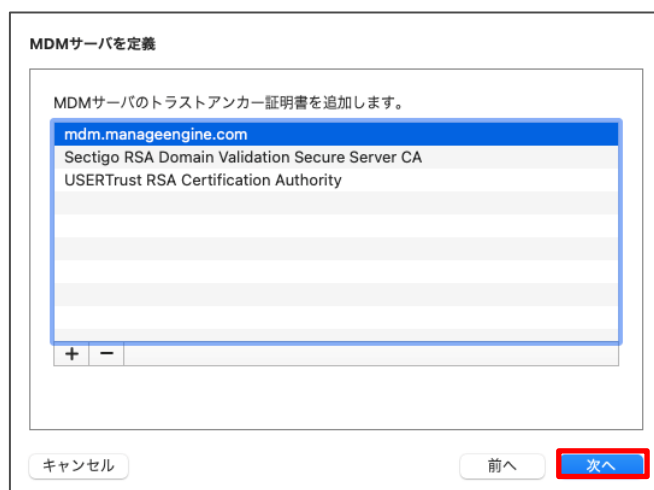 MDMサーバを定義
MDMサーバのトラストアンカー証明書を追加します。
mdm.manageengine.com
Sectigo RSA Domain Validation Secure Server CA
USERTrust RSA Certification Authority
+ −
キャンセル 前へ 次へ